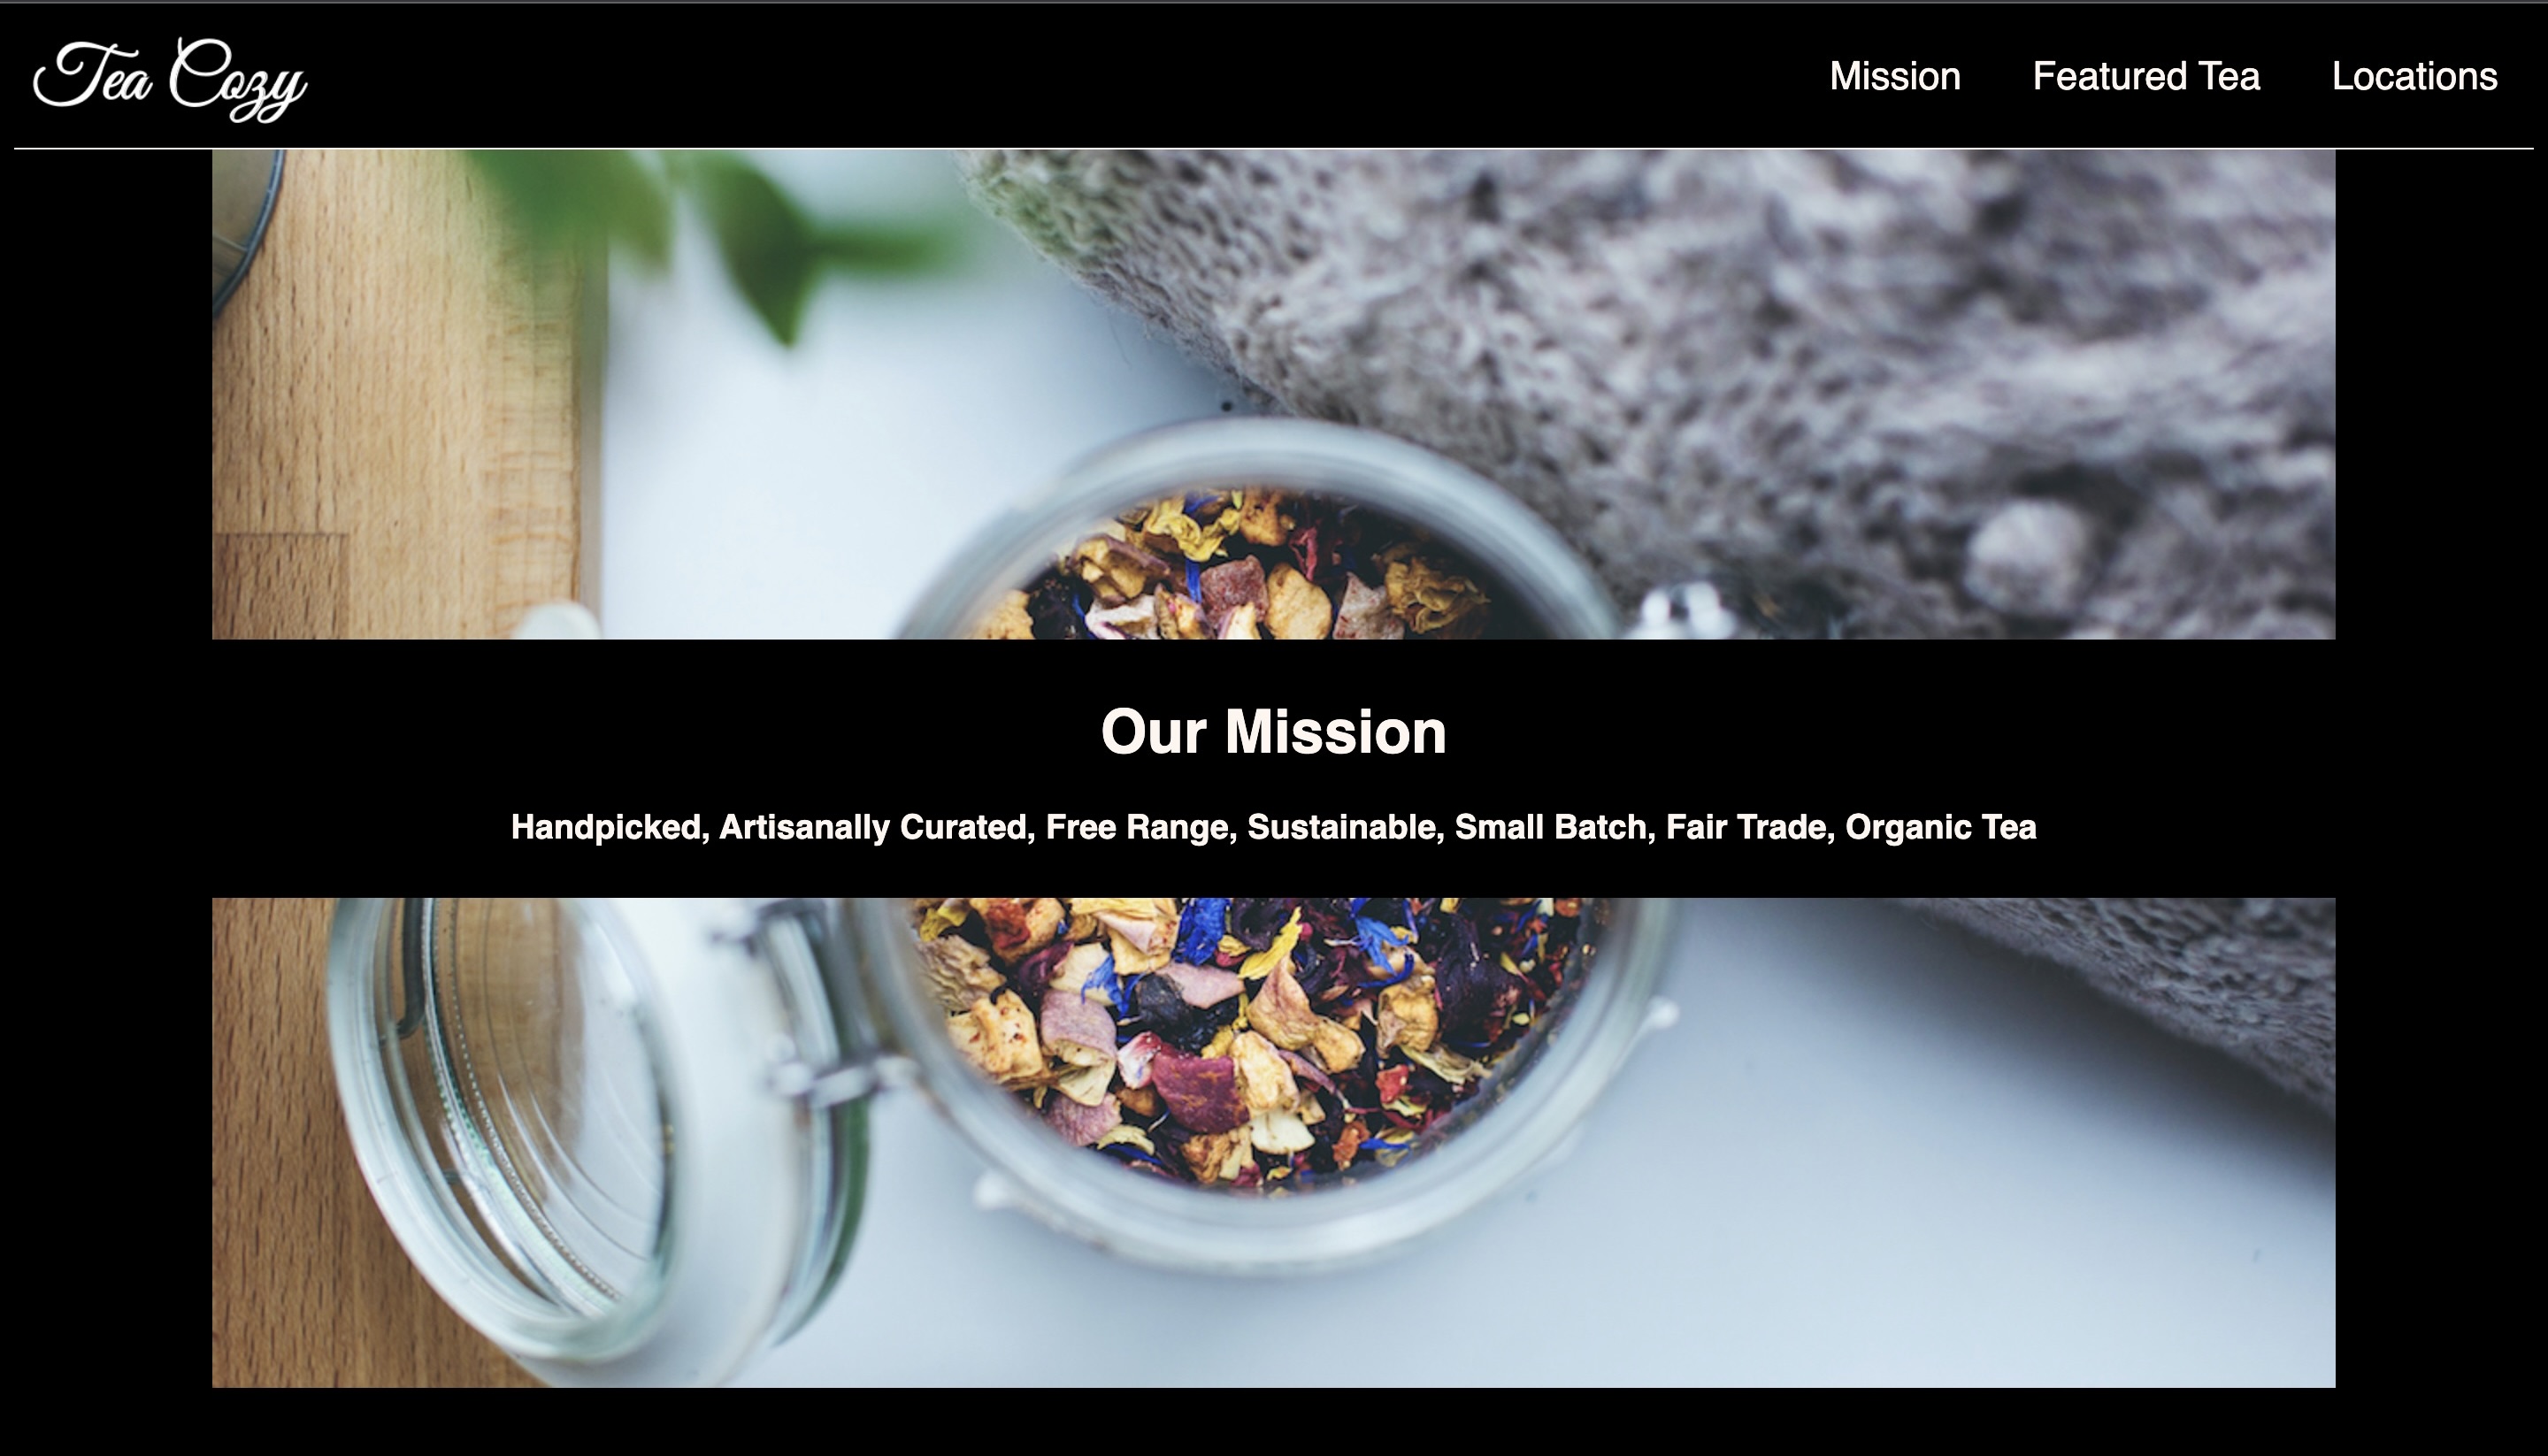 Tea Cozy
Mission
Featured Tea
Locations
Our Mission
Handpicked, Artisanally Curated, Free Range, Sustainable, Small Batch, Fair Trade, Organic Tea